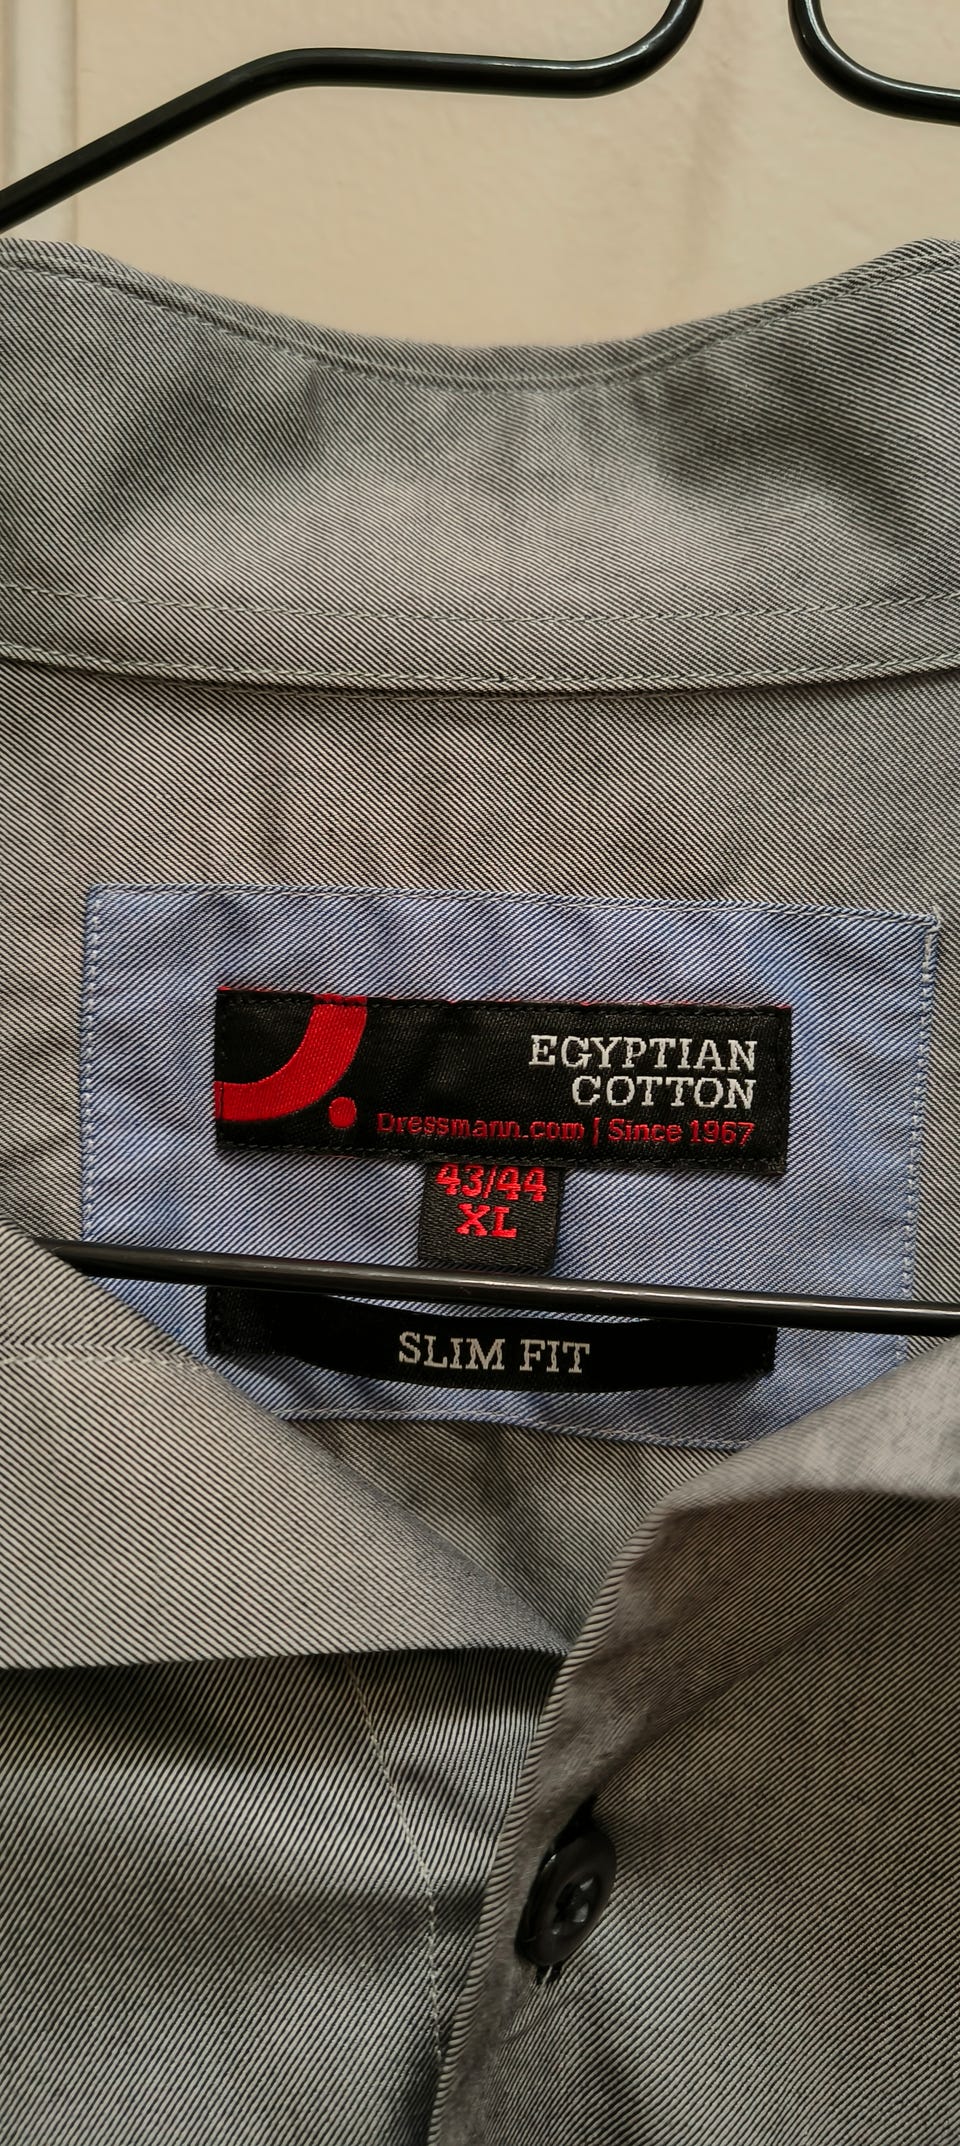 EGYPTIAN
COTTON
Dressmann.com | Since 1967
43/44
XL
SLIM FIT